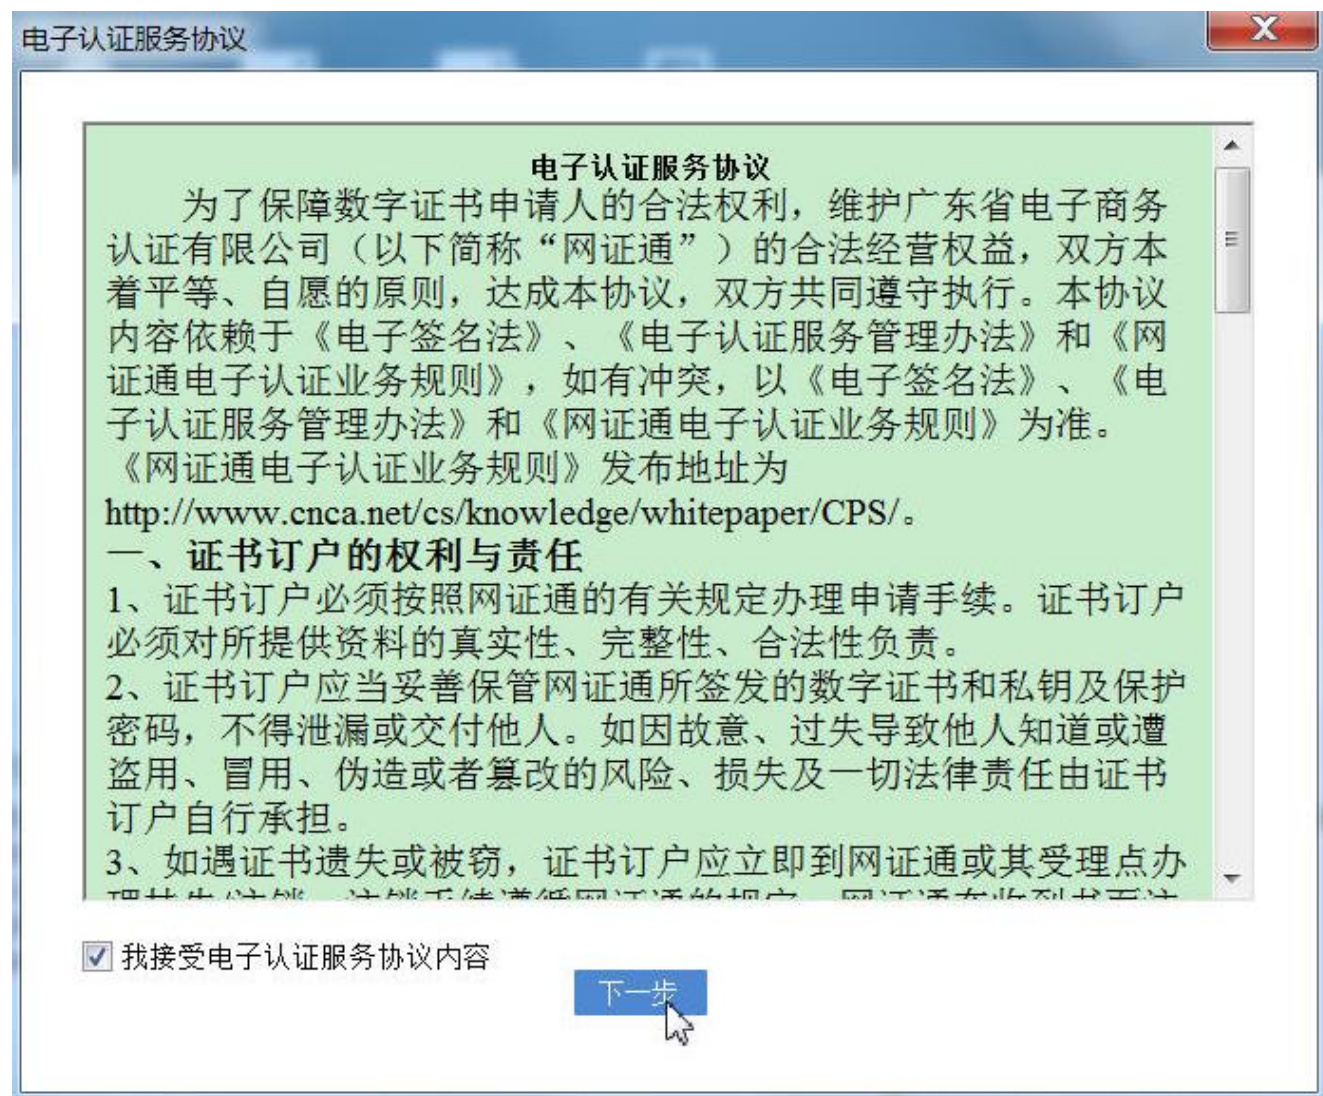 电子认证服务协议
电子认证服务协议
为了保障数字证书申请人的合法权利，维护广东省电子商务
认证有限公司（以下简称“网证通”）的合法经营权益，双方本
着平等、自愿的原则，达成本协议，双方共同遵守执行。本协议
内容依赖于《电子签名法》、《电子认证服务管理办法》和《网
证通电子认证业务规则》，如有冲突，以《电子签名法》、《电
子认证服务管理办法》和《网证通电子认证业务规则》为准。
《网证通电子认证业务规则》发布地址为
http://www.cnca.net/cs/knowledge/whitepaper/CPS/。
一、证书订户的权利与责任
1、证书订户必须按照网证通的有关规定办理申请手续。证书订户
必须对所提供资料的真实性、完整性、合法性负责。
2、证书订户应当妥善保管网证通所签发的数字证书和私钥及保护
密码，不得泄漏或交付他人。如因故意、过失导致他人知道或遭
盗用、冒用、伪造或者篡改的风险、损失及一切法律责任由证书
订户自行承担。
3、如遇证书遗失或被窃，证书订户应立即到网证通或其受理点办
我接受电子认证服务协议内容
下一步